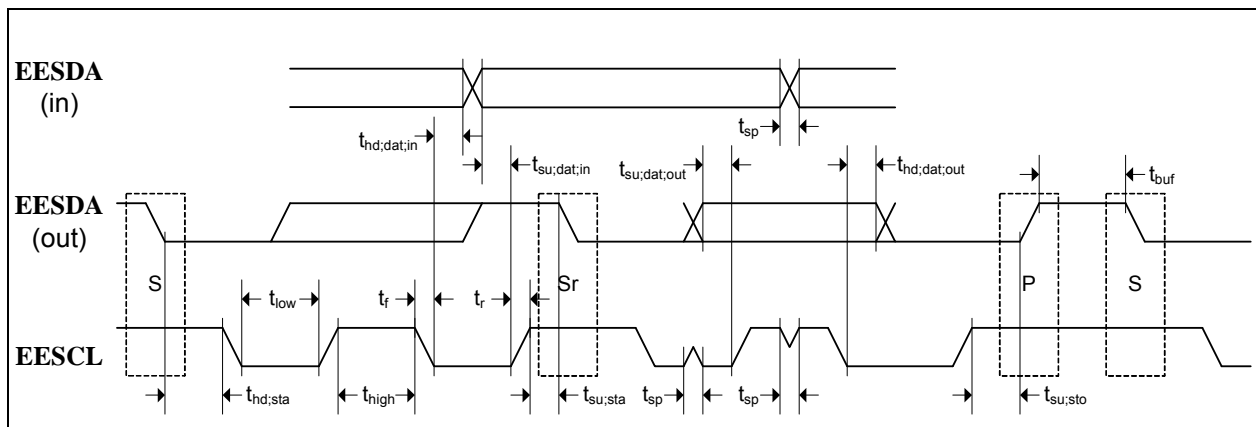 EESDA
(in)
t_sp
t_hd;dat;in
t_su;dat;in
t_su;dat;out
t_hd;dat;out
t_buf
EESDA
(out)
S
t_low
t_f
t_r
Sr
P
S
EESCL
t_hd;sta
t_high
t_su;sta
t_sp
t_sp
t_su;sto